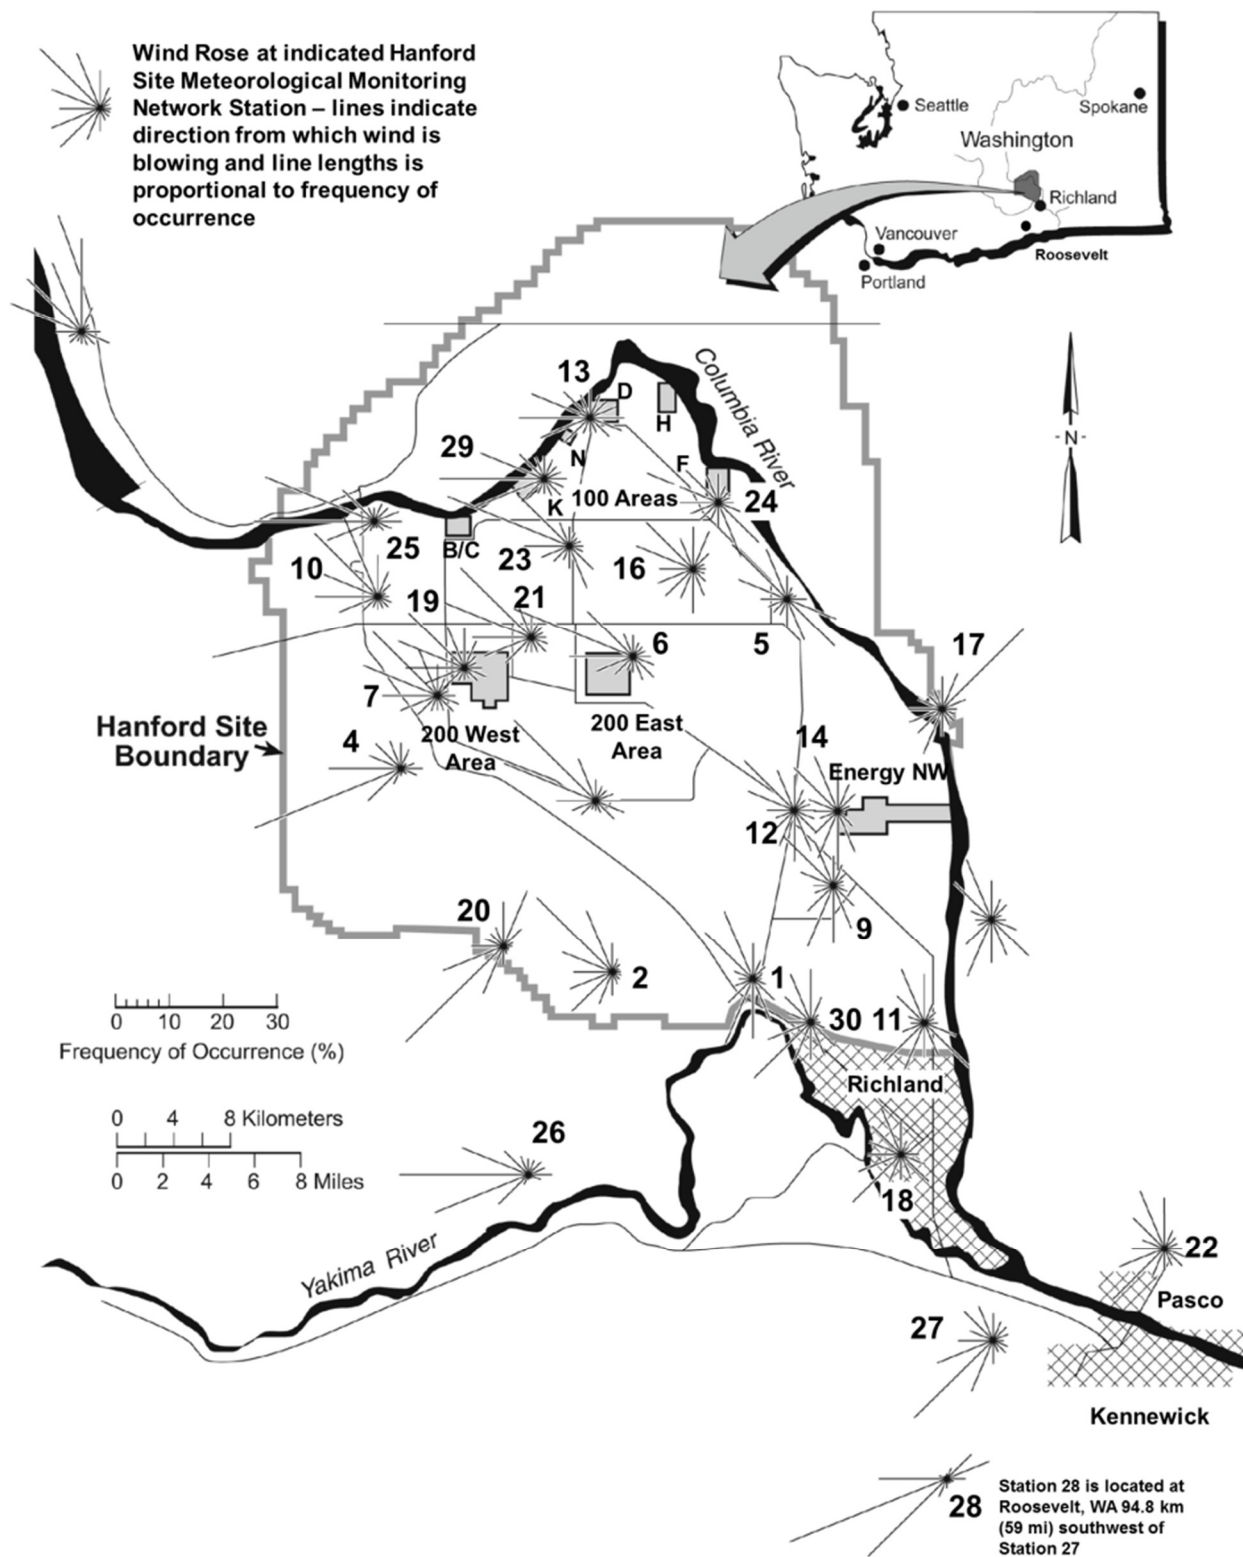 Wind Rose at indicated Hanford
Site Meteorological Monitoring
Network Station – lines indicate
direction from which wind is
blowing and line lengths is
proportional to frequency of
occurrence
Seattle
Spokane
Washington
Richland
Vancouver
Roosevelt
Portland
Columbia River
- N -
13
D
H
29
N
F
K
100 Areas
24
25
B/C
10
23
16
19
21
6
5
17
7
Hanford Site
Boundary
4
200 West
Area
200 East
Area
14
Energy NW
12
20
9
2
1
30
11
0 10 20 30
Frequency of Occurrence (%)
Richland
0 4 8 Kilometers
0 2 4 6 8 Miles
26
18
22
Yakima River
Pasco
27
Kennewick
28
Station 28 is located at
Roosevelt, WA 94.8 km
(59 mi) southwest of
Station 27